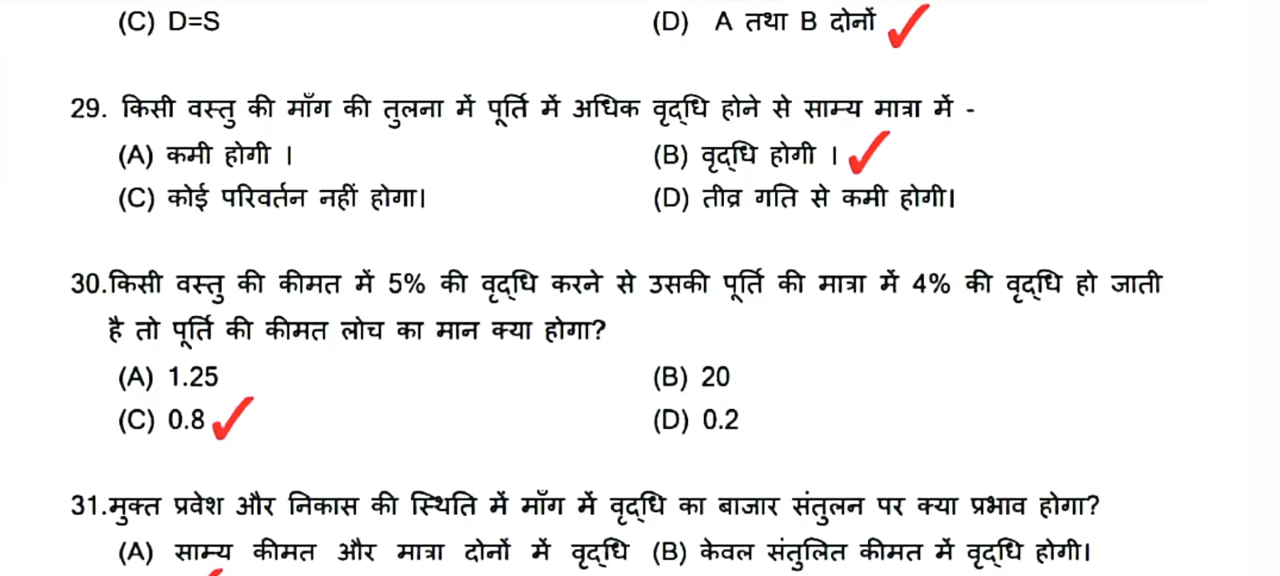 (C) D=S (D) A तथा B दोनों
29. किसी वस्तु की माँग की तुलना में पूर्ति में अधिक वृद्धि होने से साम्य मात्रा में -
(A) कमी होगी । (B) वृद्धि होगी ।
(C) कोई परिवर्तन नहीं होगा। (D) तीव्र गति से कमी होगी।
30.किसी वस्तु की कीमत में 5% की वृद्धि करने से उसकी पूर्ति की मात्रा में 4% की वृद्धि हो जाती
है तो पूर्ति की कीमत लोच का मान क्या होगा?
(A) 1.25 (B) 20
(C) 0.8 (D) 0.2
31.मुक्त प्रवेश और निकास की स्थिति में माँग में वृद्धि का बाजार संतुलन पर क्या प्रभाव होगा?
(A) साम्य कीमत और मात्रा दोनों में वृद्धि (B) केवल संतुलित कीमत में वृद्धि होगी।